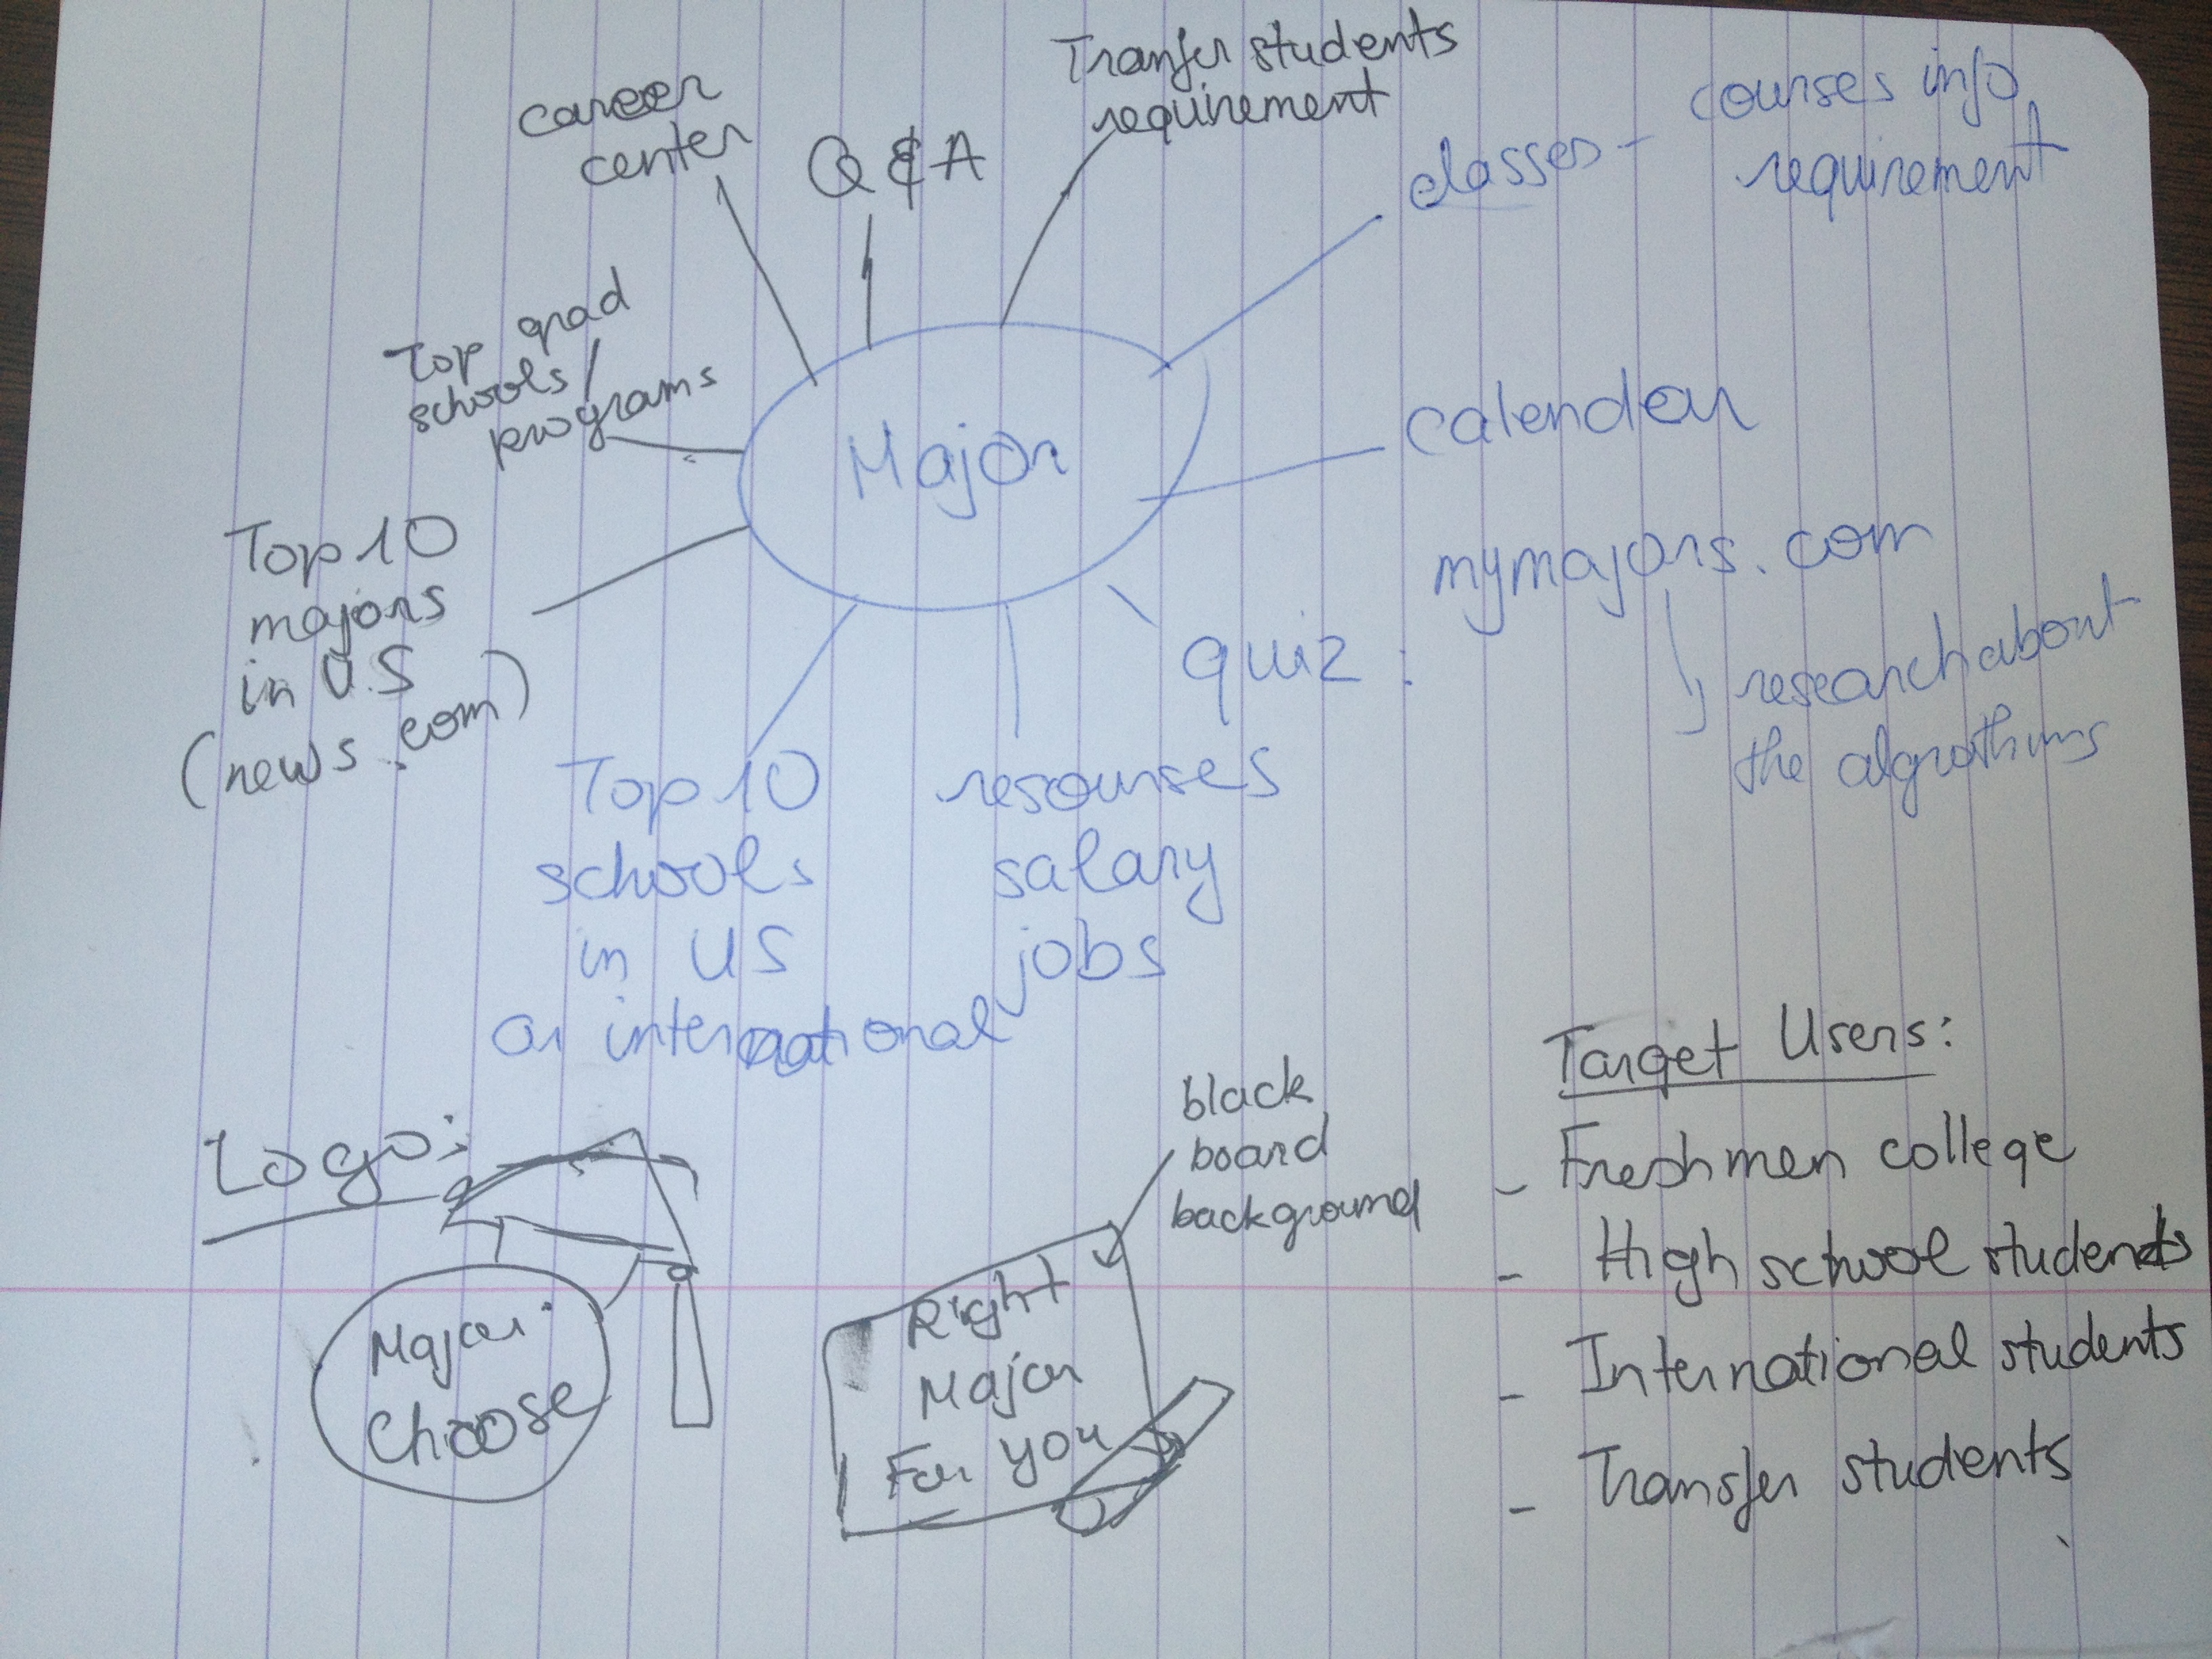 career
center
Q & A
Transfer students
requirement
Top grad
schools/
programs
Top 10
majors
in U.S
(news.com)
Major
classes - courses info
requirement
calendar
quiz : mymajors.com
research about
the algorithms
Top 10
schools
in US
or international
resources
salary
jobs
Logo:
Major
Choose
Right
Major
For you
black
board
background
Target Users:
- Freshmen college
- High school students
- International students
- Transfer students